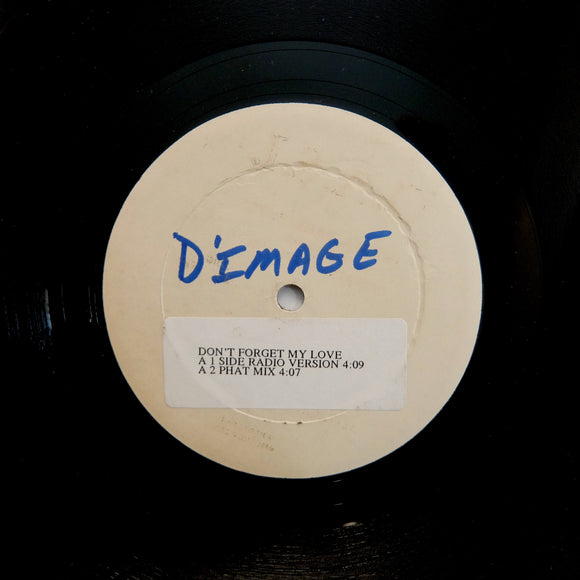 D'IMAGE
DON'T FORGET MY LOVE
A 1 SIDE RADIO VERSION 4:09
A 2 PHAT MIX 4:07